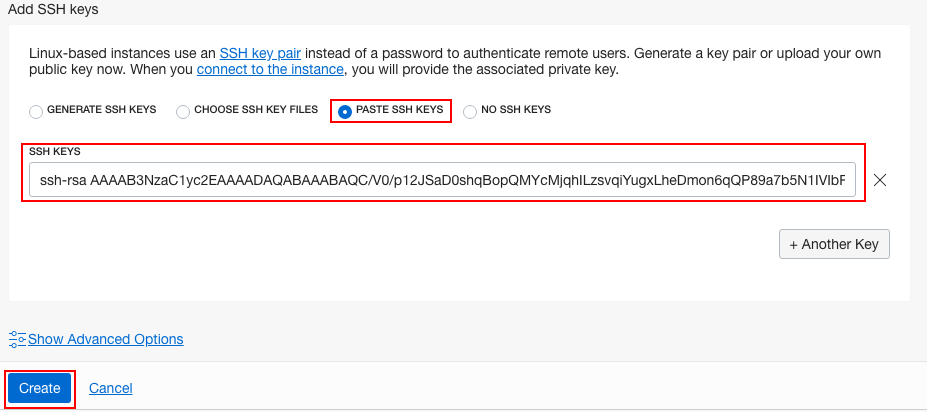 Add SSH keys
Linux-based instances use an SSH key pair instead of a password to authenticate remote users. Generate a key pair or upload your own
public key now. When you connect to the instance, you will provide the associated private key.
GENERATE SSH KEYS CHOOSE SSH KEY FILES PASTE SSH KEYS NO SSH KEYS
SSH KEYS
ssh-rsa
+ Another Key
Show Advanced Options
Create Cancel